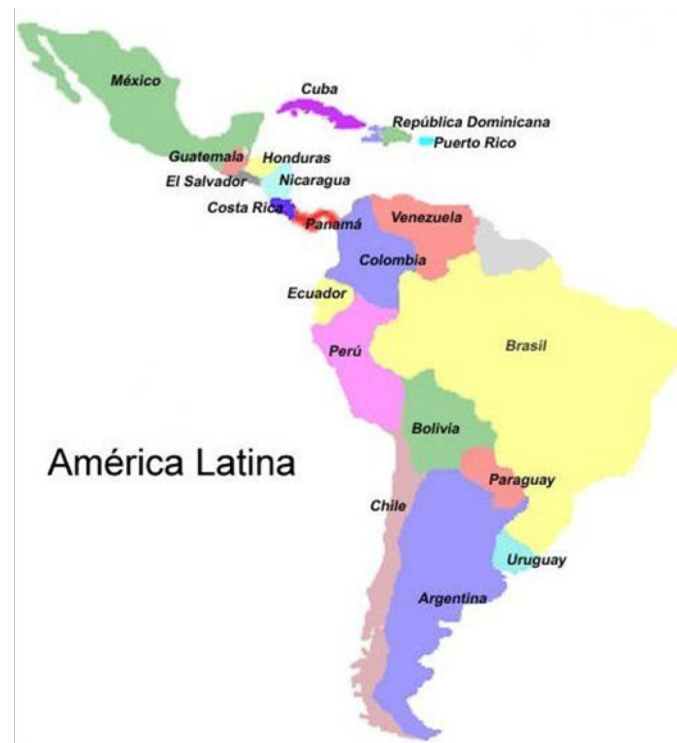 México
Cuba
República Dominicana
Puerto Rico
Guatemala
Honduras
El Salvador
Nicaragua
Costa Rica
Panamá
Venezuela
Colombia
Ecuador
Perú
Brasil
Bolivia
América Latina
Paraguay
Chile
Uruguay
Argentina